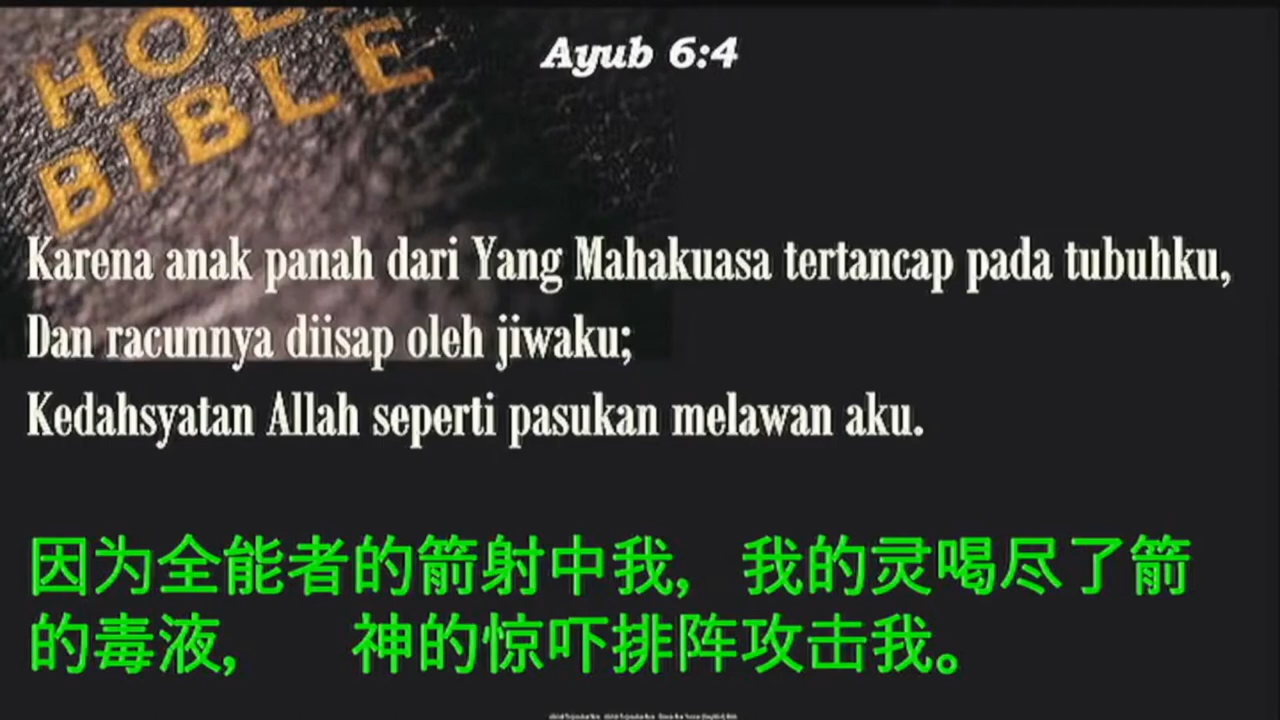 HOL
BIBLE
Ayub 6:4
Karena anak panah dari Yang Mahakuasa tertancap pada tubuhku,
Dan racunnya diisap oleh jiwaku;
Kedahsyatan Allah seperti pasukan melawan aku.
因为全能者的箭射中我, 我的灵喝尽了箭
的毒液, 神的惊吓排阵攻击我。